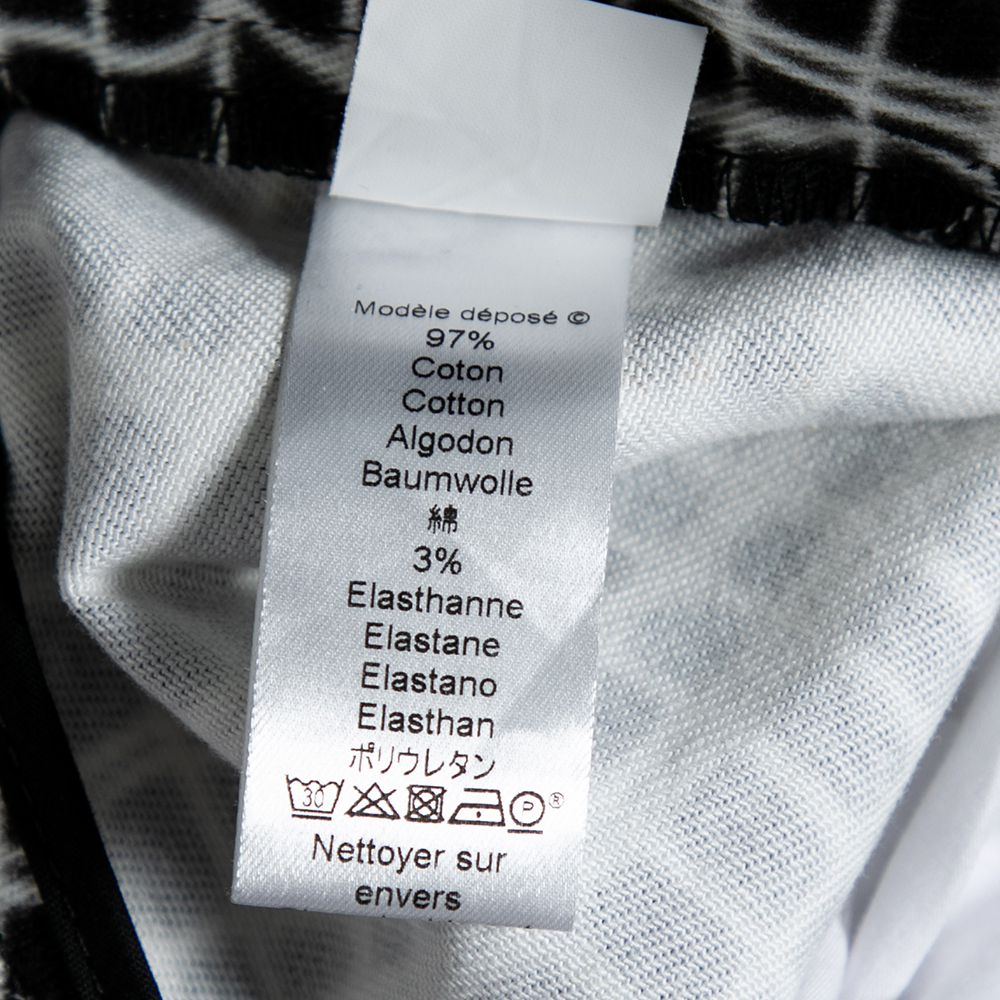 Modèle déposé ©
97%
Coton
Cotton
Algodon
Baumwolle
綿
3%
Elasthanne
Elastane
Elastano
Elasthan
ポリウレタン
30 P ®
Nettoyer sur
envers